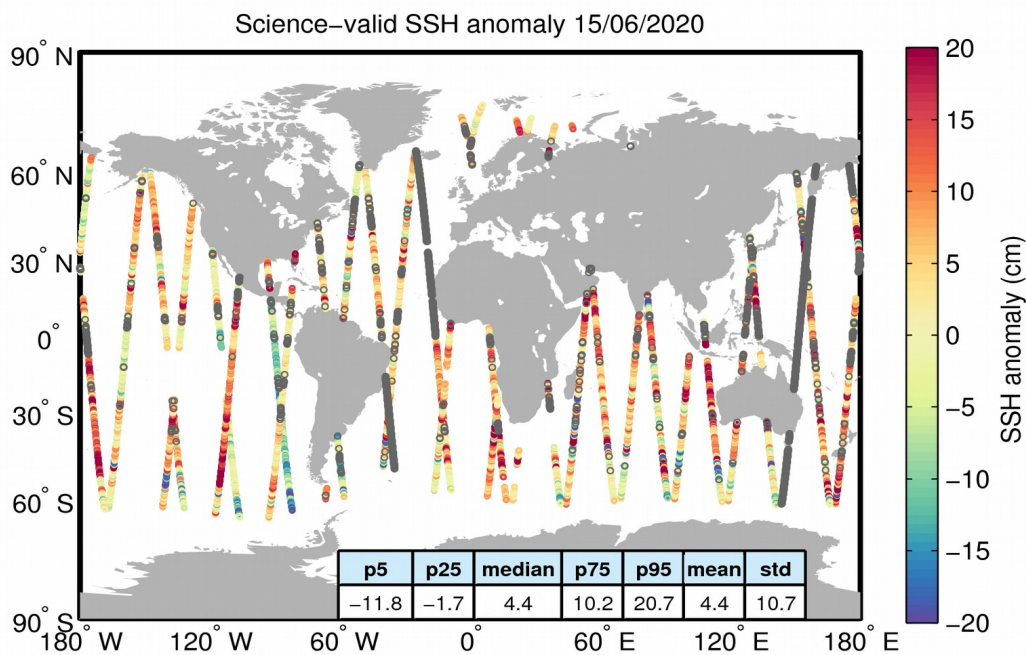 Science−valid SSH anomaly 15/06/2020
90° N
60° N
30° N
0°
30° S
60° S
90° S
180° W
120° W
60° W
0°
60° E
120° E
180° E
p5 p25 median p75 p95 mean std
−11.8 −1.7 4.4 10.2 20.7 4.4 10.7
20
15
10
5
0
−5
−10
−15
−20
SSH anomaly (cm)